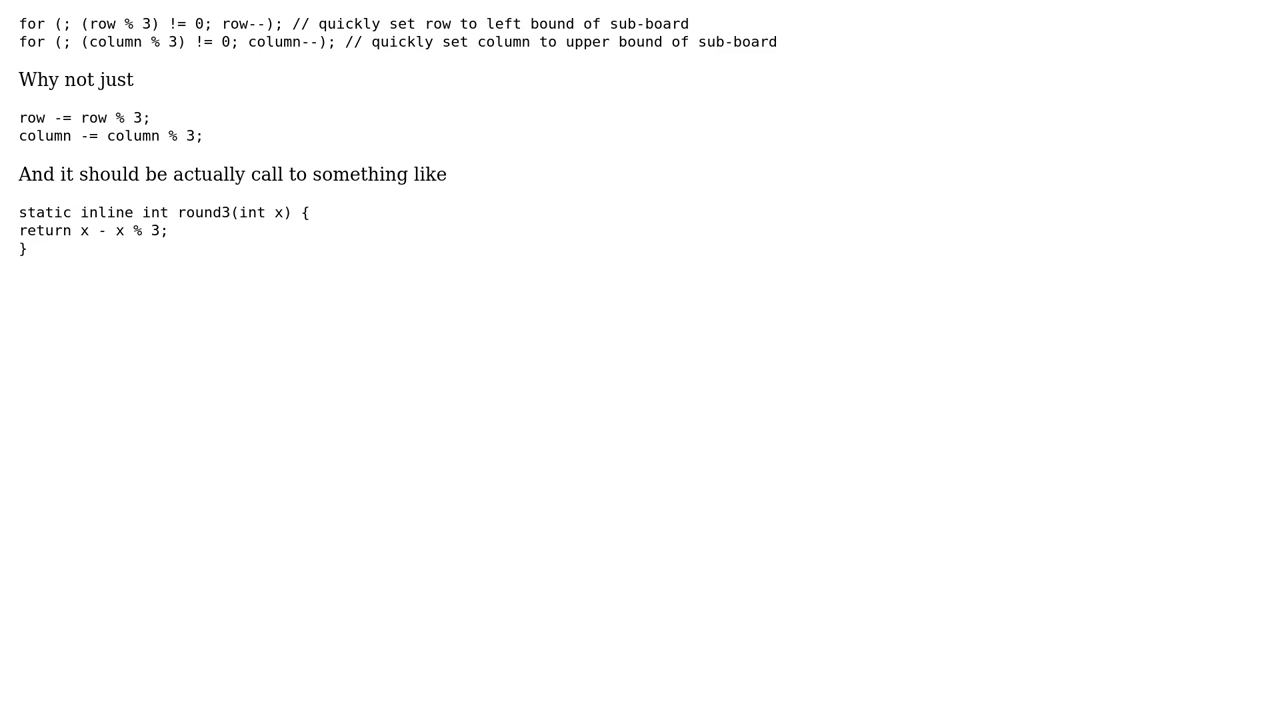 for (; (row % 3) != 0; row--); // quickly set row to left bound of sub-board
for (; (column % 3) != 0; column--); // quickly set column to upper bound of sub-board
Why not just
row -= row % 3;
column -= column % 3;
And it should be actually call to something like
static inline int round3(int x) {
return x - x % 3;
}